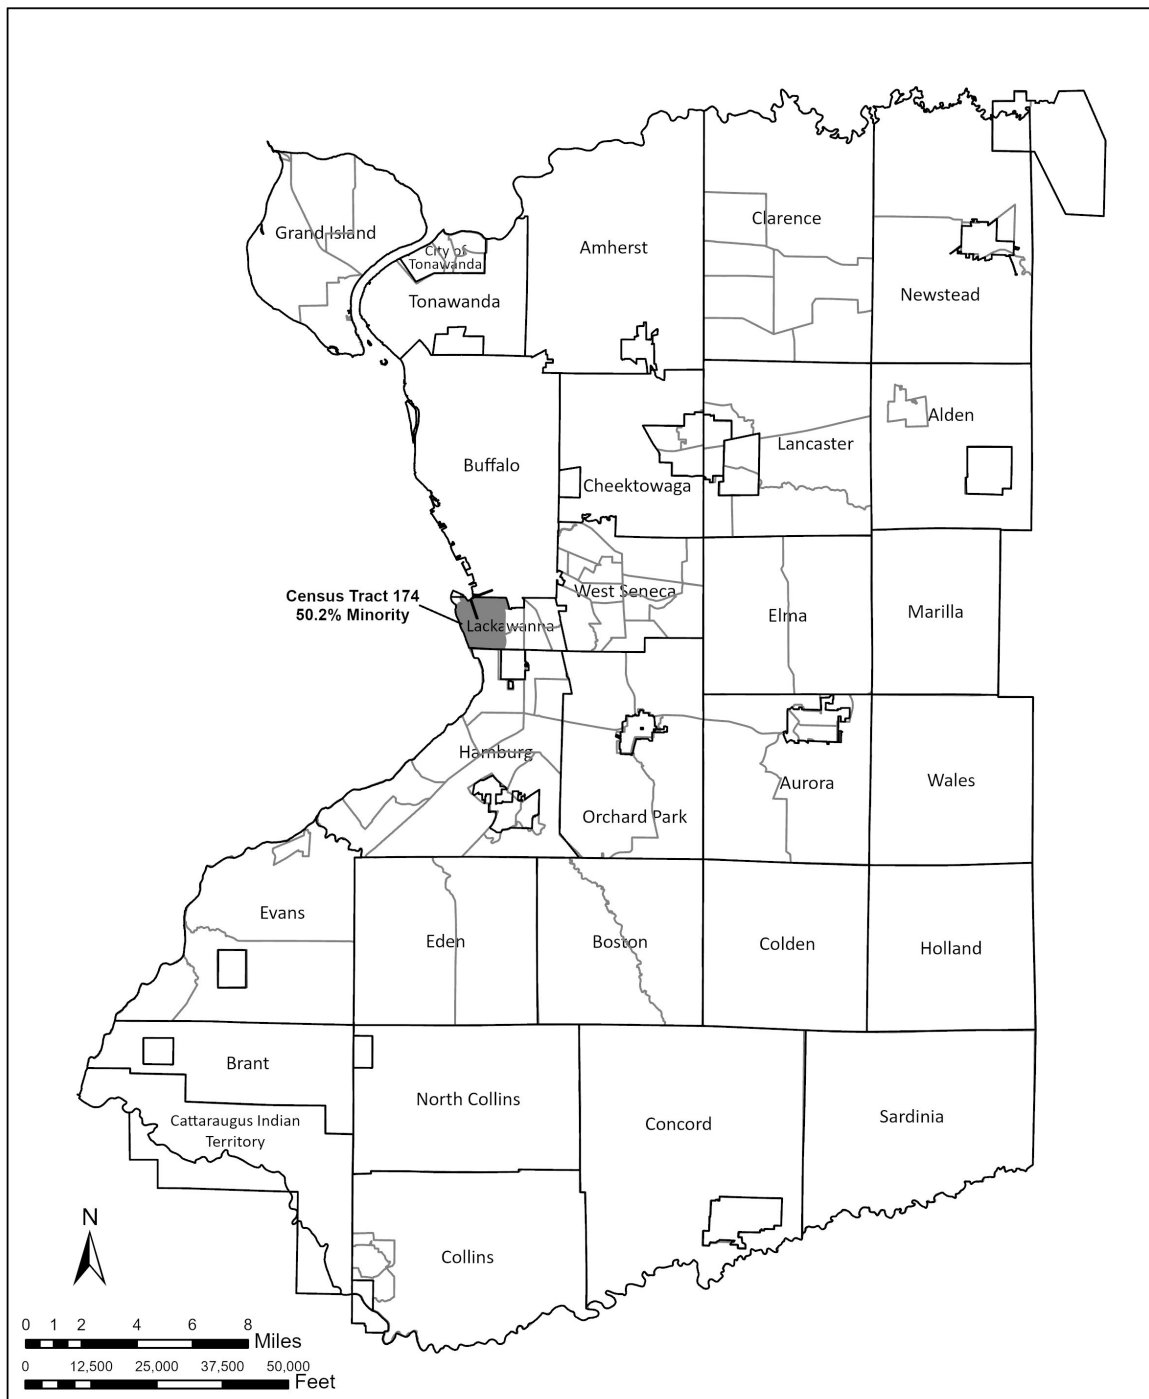 Clarence
Grand Island
Amherst
City of
Tonawanda
Newstead
Tonawanda
Alden
Lancaster
Buffalo
Cheektowaga
West Seneca
Census Tract 174
50.2% Minority
Elma
Marilla
Lackawanna
Hamburg
Aurora
Wales
Orchard Park
Evans
Eden
Boston
Colden
Holland
Brant
North Collins
Cattaraugus Indian
Territory
Concord
Sardinia
N
Collins
0 1 2 4 6 8
Miles
0 12,500 25,000 37,500 50,000
Feet